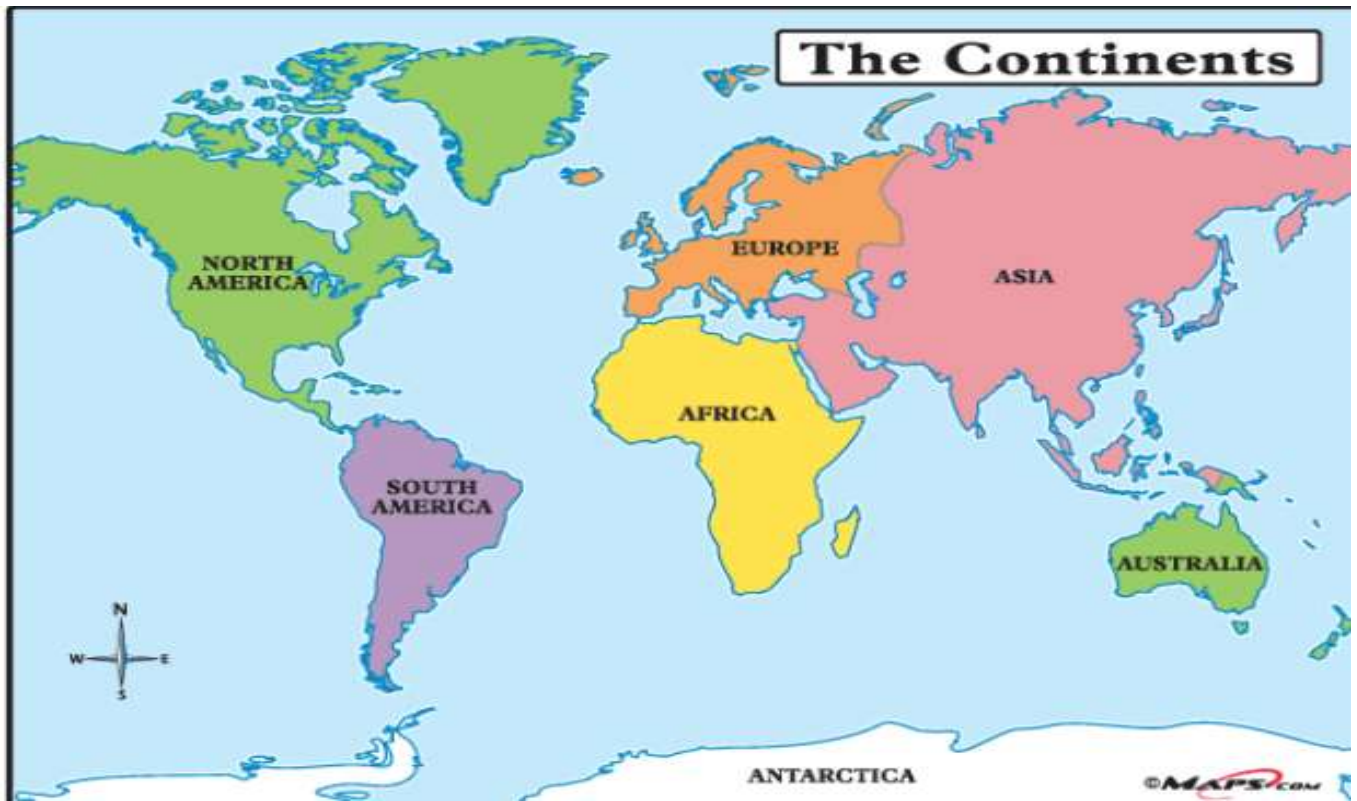 The Continents
NORTH
AMERICA
EUROPE
ASIA
AFRICA
SOUTH
AMERICA
AUSTRALIA
N
W E
S
ANTARCTICA
©MAPS.COM